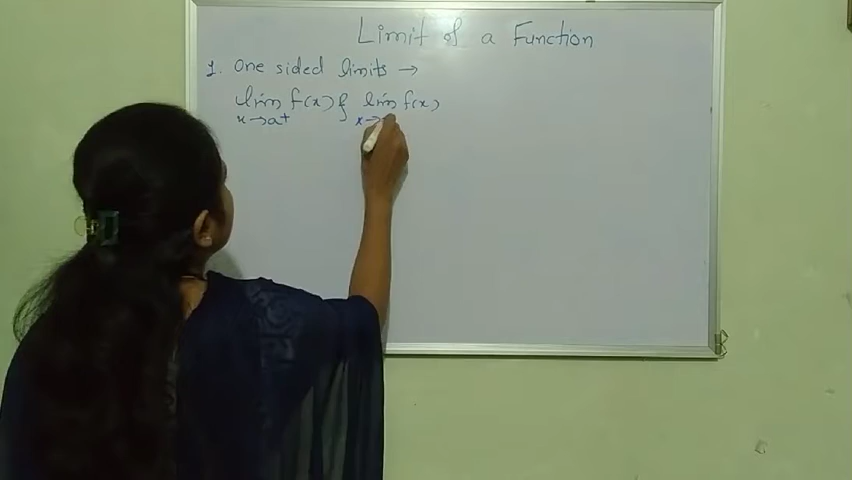 Limit of a Function
1. One sided limits →
lim f(x) & lim f(x)
x→a+ x→